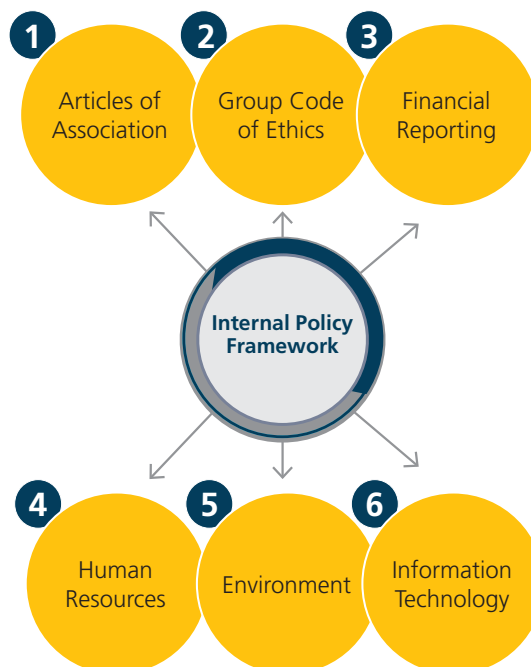 1
Articles of
Association
2
Group Code
of Ethics
3
Financial
Reporting
Internal Policy
Framework
4
Human
Resources
5
Environment
6
Information
Technology